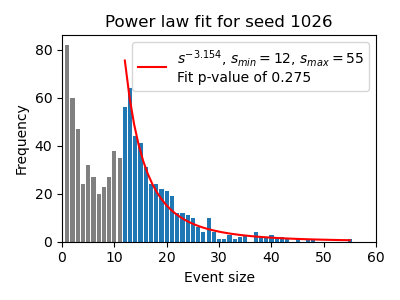 Power law fit for seed 1026
s^{-3.154}, s_{min} = 12, s_{max} = 55
Fit p-value of 0.275
Frequency
80
60
40
20
0
0 10 20 30 40 50 60
Event size